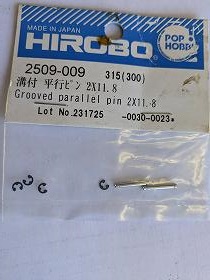 MADE IN JAPAN
HIROBO
POP
HOBBY
2509-009 315(300)
溝付 平行ピン 2X11.8
Grooved parallel pin 2X11.8
Lot No.231725 -0030-0023*